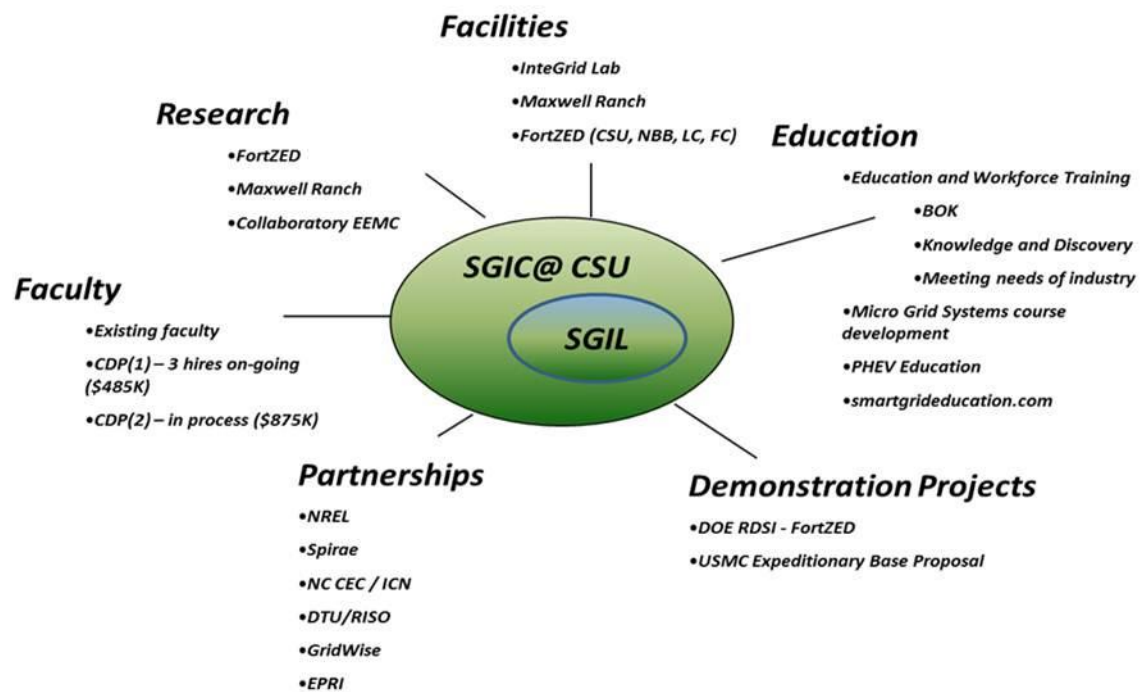 Facilities
•InteGrid Lab
•Maxwell Ranch
•FortZED (CSU, NBB, LC, FC)
Research
•FortZED
•Maxwell Ranch
•Collaboratory EEMC
Education
•Education and Workforce Training
•BOK
•Knowledge and Discovery
•Meeting needs of industry
•Micro Grid Systems course
development
•PHEV Education
•smartgrideducation.com
SGIC@ CSU
SGIL
Faculty
•Existing faculty
•CDP(1) – 3 hires on-going
($485K)
•CDP(2) – in process ($875K)
Partnerships
•NREL
•Spirae
•NC CEC / ICN
•DTU/RISO
•GridWise
•EPRI
Demonstration Projects
•DOE RDSI - FortZED
•USMC Expeditionary Base Proposal